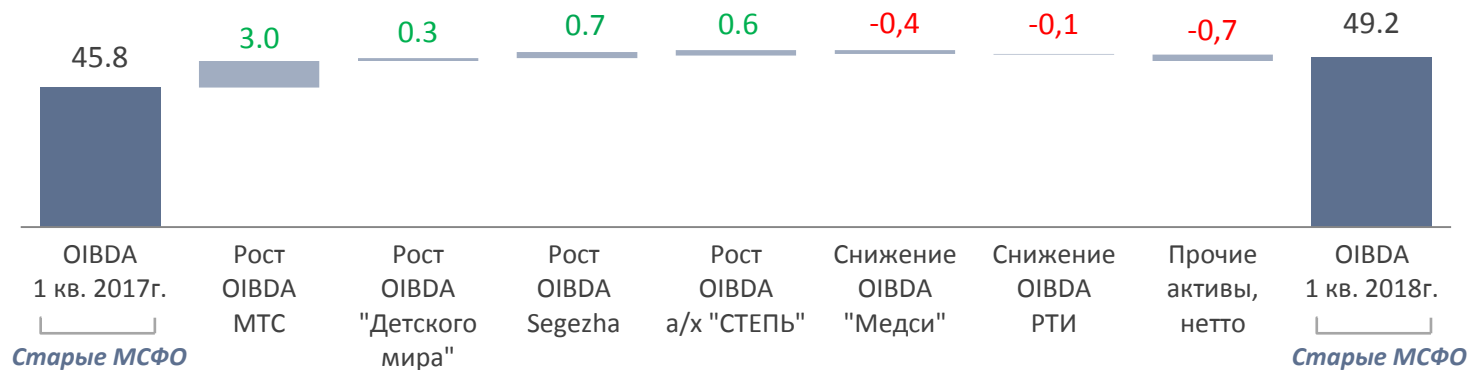 45.8
3.0
0.3
0.7
0.6
-0,4
-0,1
-0,7
49.2
OIBDA
1 кв. 2017г.
Рост
OIBDA
МТС
Рост
OIBDA
"Детского
мира"
Рост
OIBDA
Segezha
Рост
OIBDA
а/х "СТЕПЬ"
Снижение
OIBDA
"Медси"
Снижение
OIBDA
РТИ
Прочие
активы,
нетто
OIBDA
1 кв. 2018г.
Старые МСФО
Старые МСФО